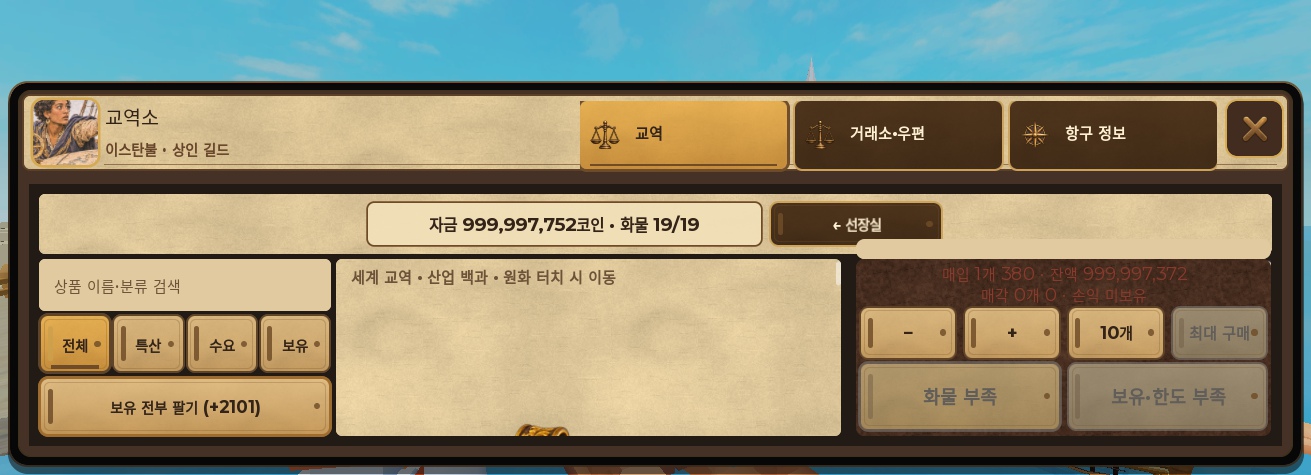 교역소
이스탄불 • 상인 길드
교역
거래소•우편
항구 정보
자금 999,997,752코인 • 화물 19/19
← 선장실
상품 이름·분류 검색
전체
특산
수요
보유
보유 전부 팔기 (+2101)
세계 교역 • 산업 백과 • 원화 터치 시 이동
매입 1개 380 · 잔액 999,997,372
매각 0개 0 · 손익 미보유
−
+
10개
최대 구매
화물 부족
보유•한도 부족